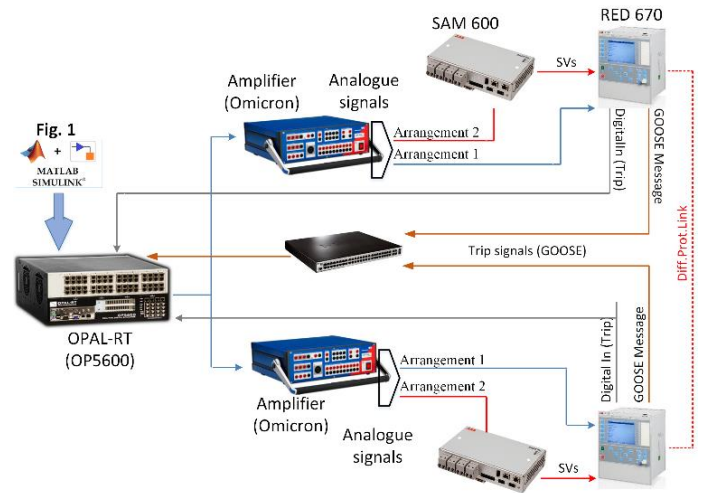 SAM 600
RED 670
SVs
Amplifier
(Omicron)
Analogue
signals
Arrangement 2
Arrangement 1
DigitalIn (Trip)
GOOSE Message
Fig. 1
+
MATLAB
SIMULINK®
Trip signals (GOOSE)
Diff.Prot.Link
OPAL-RT
OPAL-RT
(OP5600)
Digital In (Trip)
GOOSE Message
Arrangement 1
Arrangement 2
Amplifier
(Omicron)
Analogue
signals
SVs